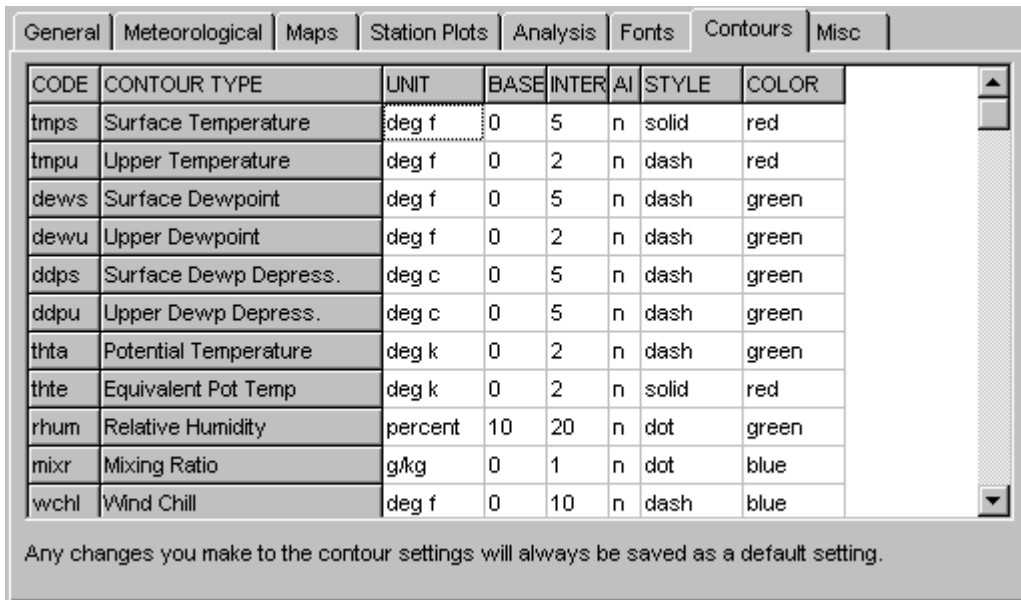 General Meteorological Maps Station Plots Analysis Fonts Contours Misc
CODE CONTOUR TYPE UNIT BASE INTER AI STYLE COLOR
tmps Surface Temperature deg f 0 5 n solid red
tmpu Upper Temperature deg f 0 2 n dash red
dews Surface Dewpoint deg f 0 5 n dash green
dewu Upper Dewpoint deg f 0 2 n dash green
ddps Surface Dewp Depress. deg c 0 5 n dash green
ddpu Upper Dewp Depress. deg c 0 5 n dash green
thta Potential Temperature deg k 0 2 n dash green
thte Equivalent Pot Temp deg k 0 2 n solid red
rhum Relative Humidity percent 10 20 n dot green
mixr Mixing Ratio g/kg 0 1 n dot blue
wchl Wind Chill deg f 0 10 n dash blue
Any changes you make to the contour settings will always be saved as a default setting.